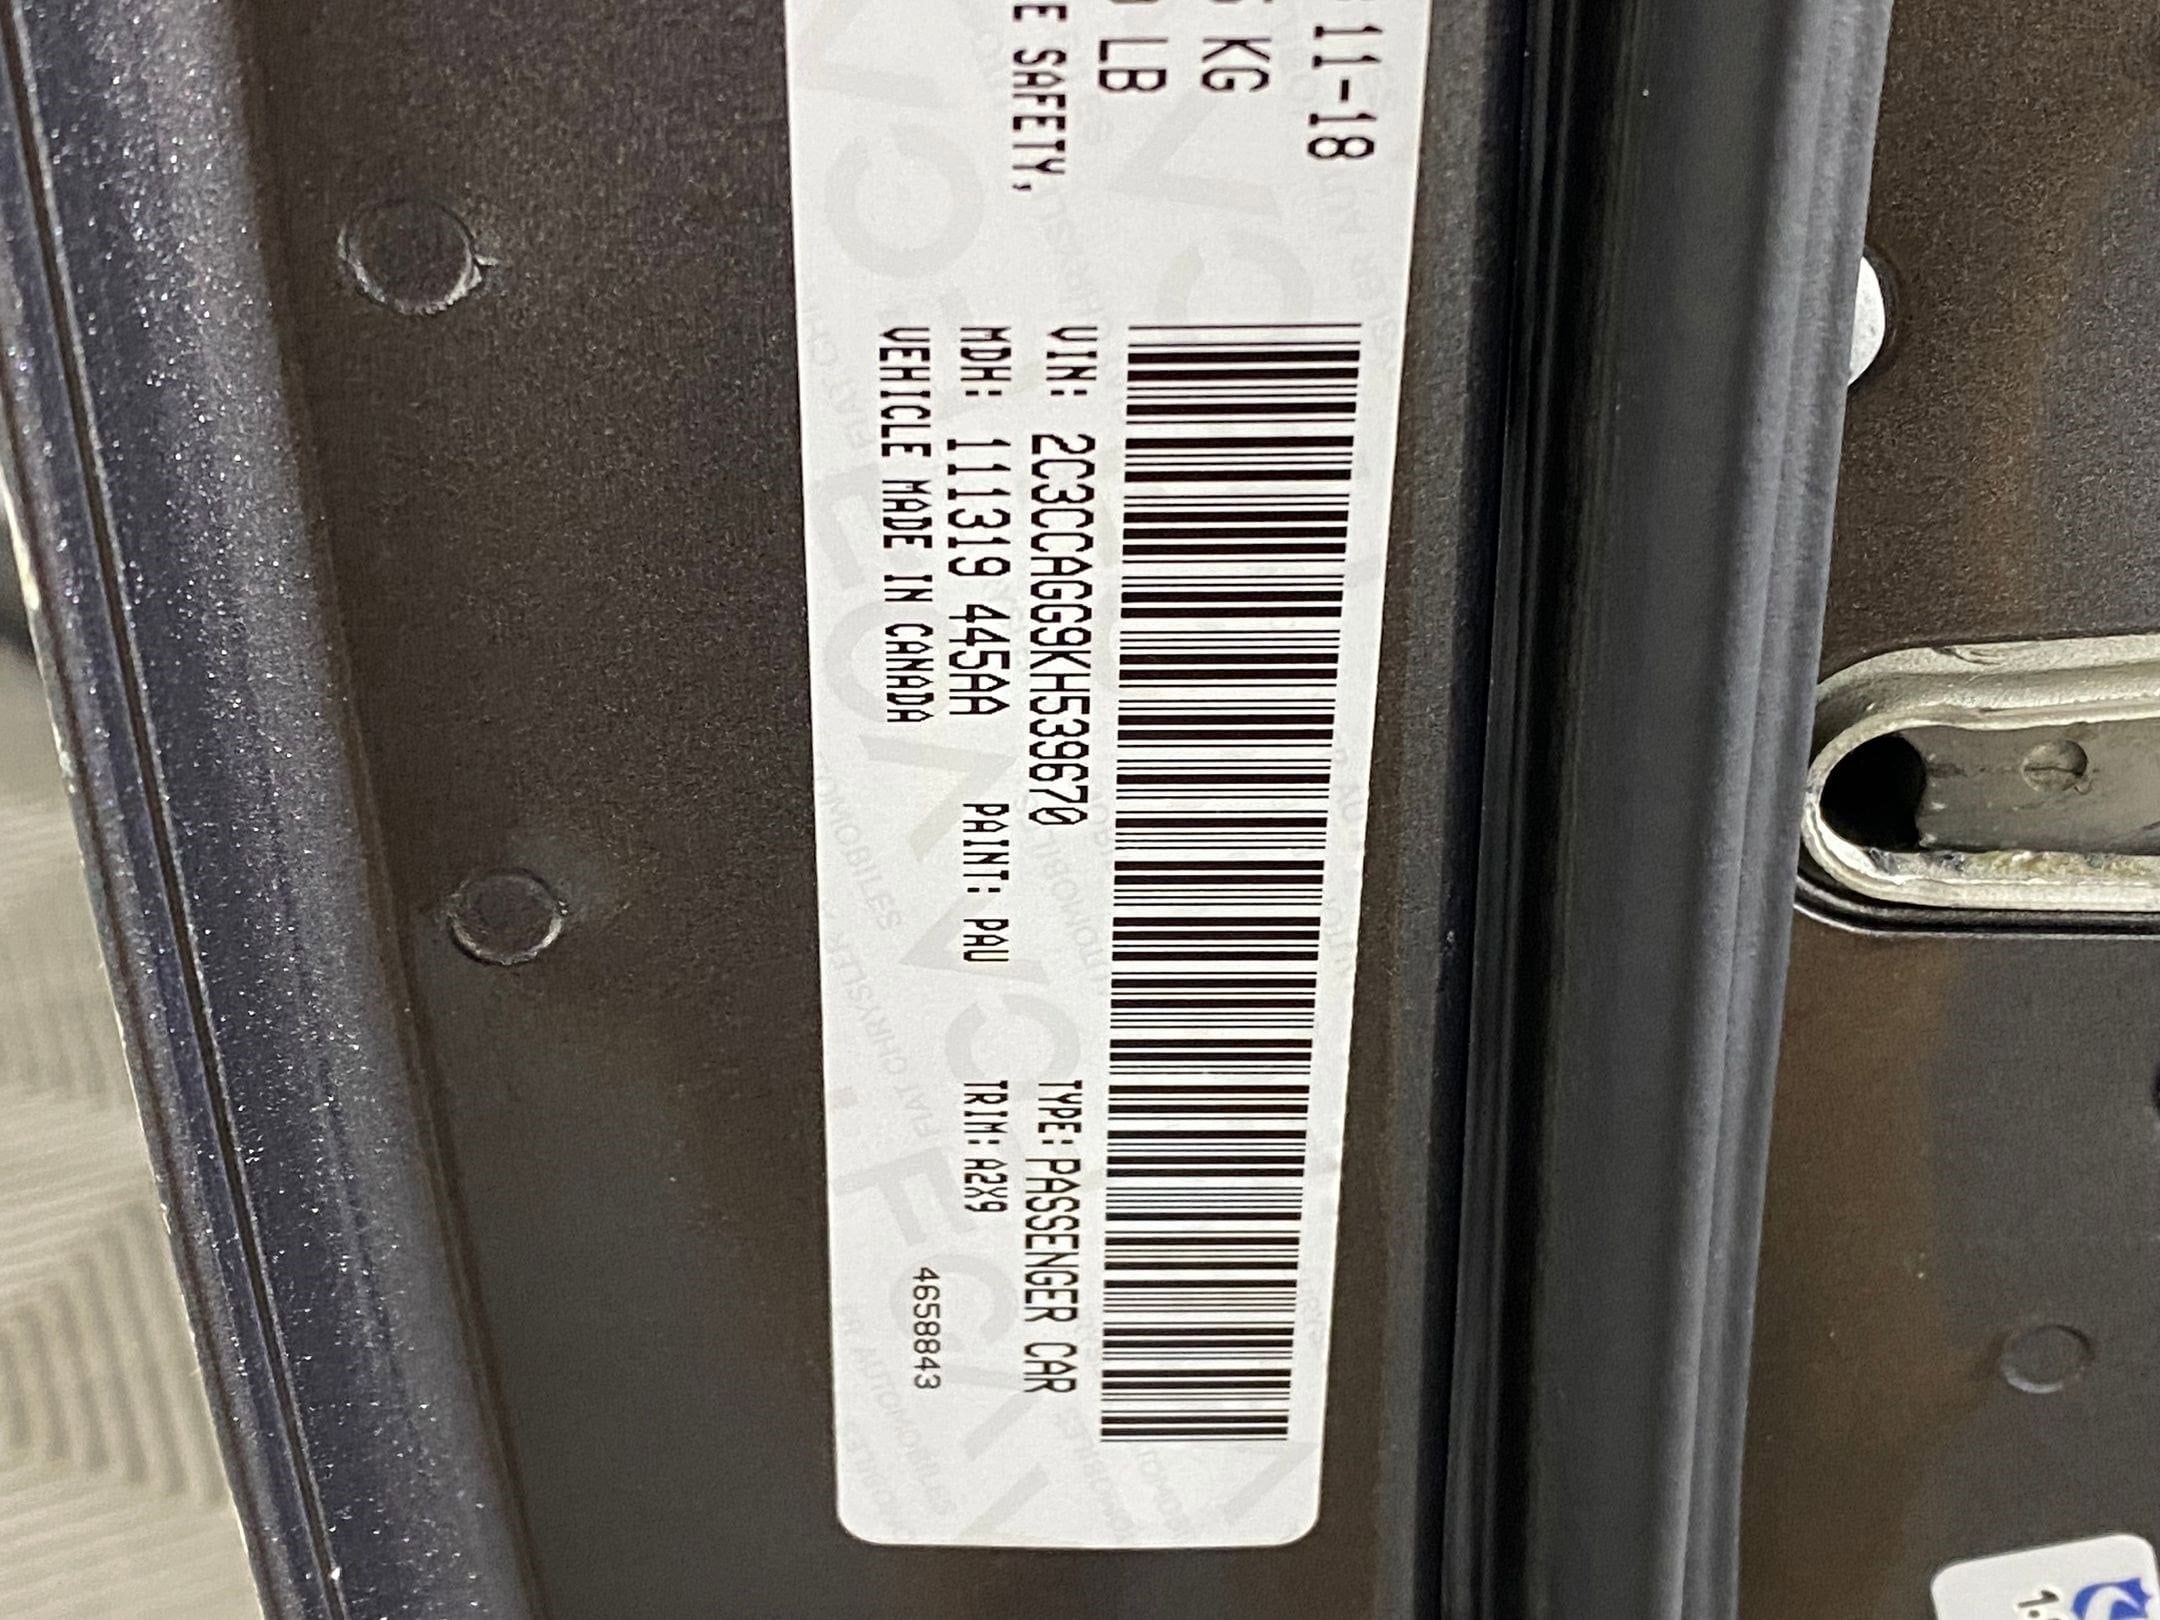 11-18
KG
LB
E SAFETY,
VIN: 2C3CCAGG9KH539670 TYPE: PASSENGER CAR
MDH: 111319 445AA PAINT: PAU TRIM: A2X9
VEHICLE MADE IN CANADA 4658843